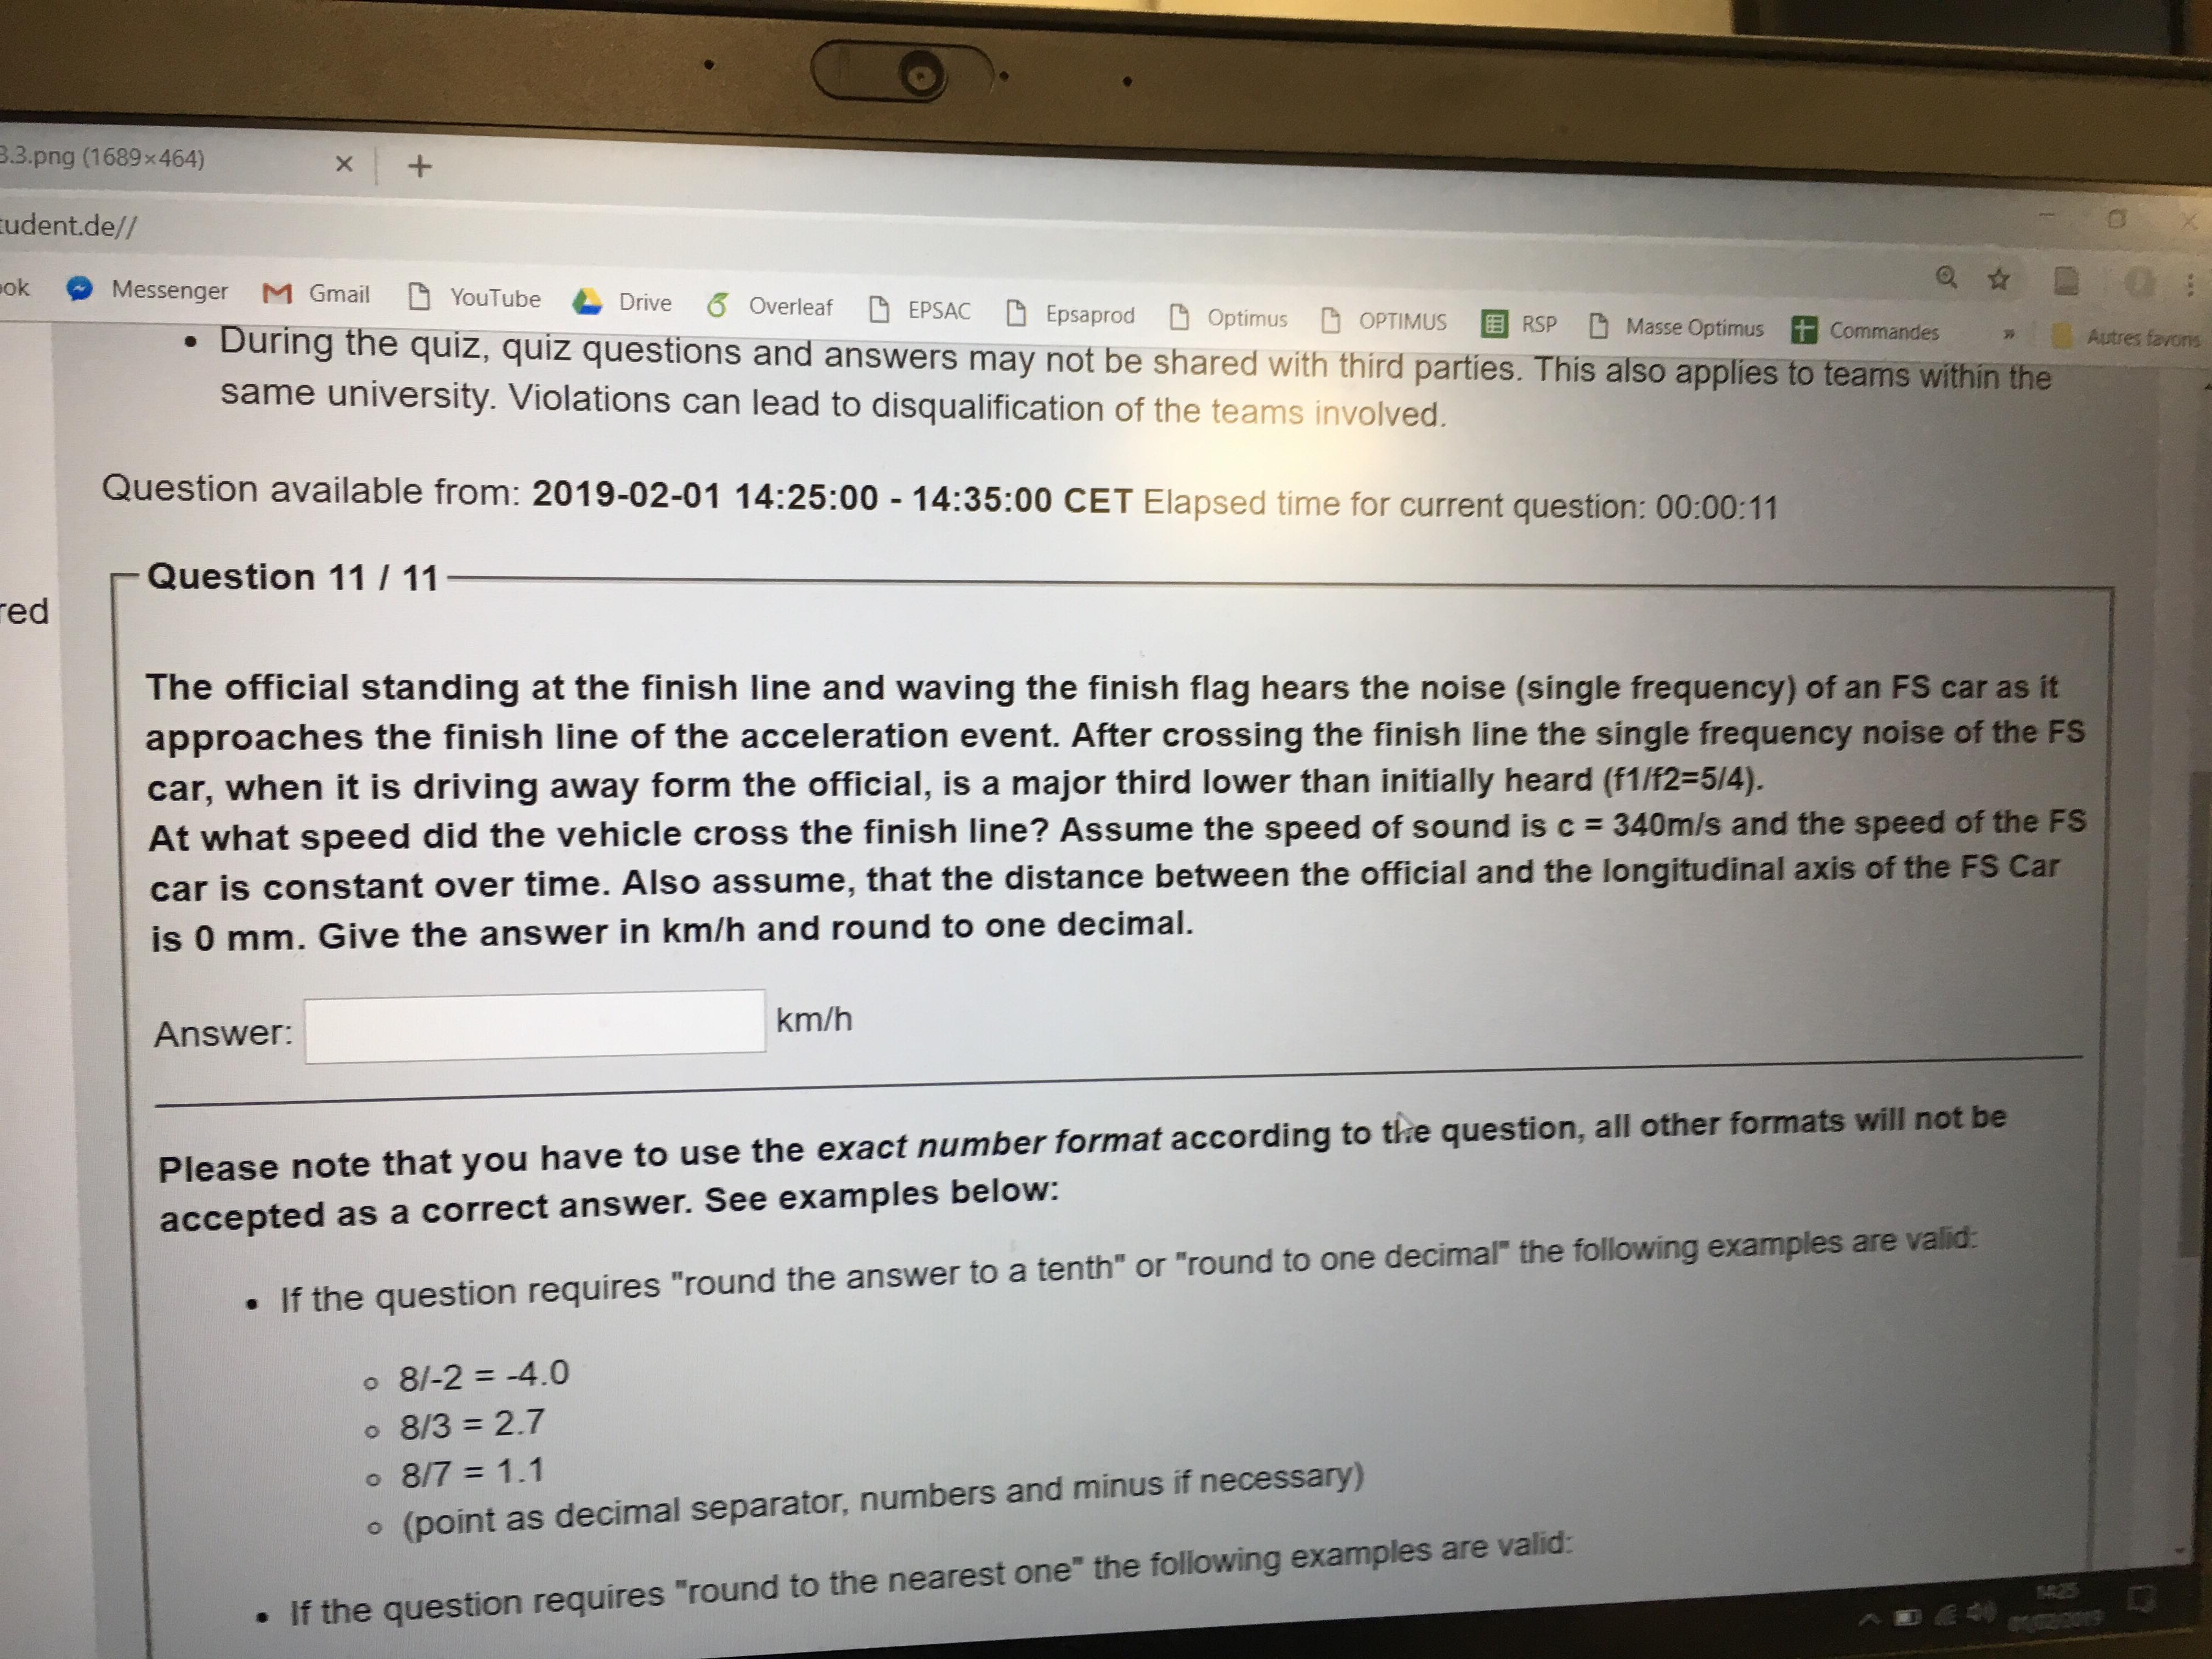 3.3.png (1689×464)
tudent.de//
ok Messenger Gmail YouTube Drive Overleaf EPSAC Epsaprod Optimus OPTIMUS RSP Masse Optimus Commandes » Autres favoris
• During the quiz, quiz questions and answers may not be shared with third parties. This also applies to teams within the
same university. Violations can lead to disqualification of the teams involved.
Question available from: 2019-02-01 14:25:00 - 14:35:00 CET Elapsed time for current question: 00:00:11
Question 11 / 11
red
The official standing at the finish line and waving the finish flag hears the noise (single frequency) of an FS car as it
approaches the finish line of the acceleration event. After crossing the finish line the single frequency noise of the FS
car, when it is driving away form the official, is a major third lower than initially heard (f1/f2=5/4).
At what speed did the vehicle cross the finish line? Assume the speed of sound is c = 340m/s and the speed of the FS
car is constant over time. Also assume, that the distance between the official and the longitudinal axis of the FS Car
is 0 mm. Give the answer in km/h and round to one decimal.
Answer: km/h
Please note that you have to use the exact number format according to the question, all other formats will not be
accepted as a correct answer. See examples below:
• If the question requires "round the answer to a tenth" or "round to one decimal" the following examples are valid:
○ 8/-2 = -4.0
○ 8/3 = 2.7
○ 8/7 = 1.1
○ (point as decimal separator, numbers and minus if necessary)
• If the question requires "round to the nearest one" the following examples are valid:
14:25
01/02/2019